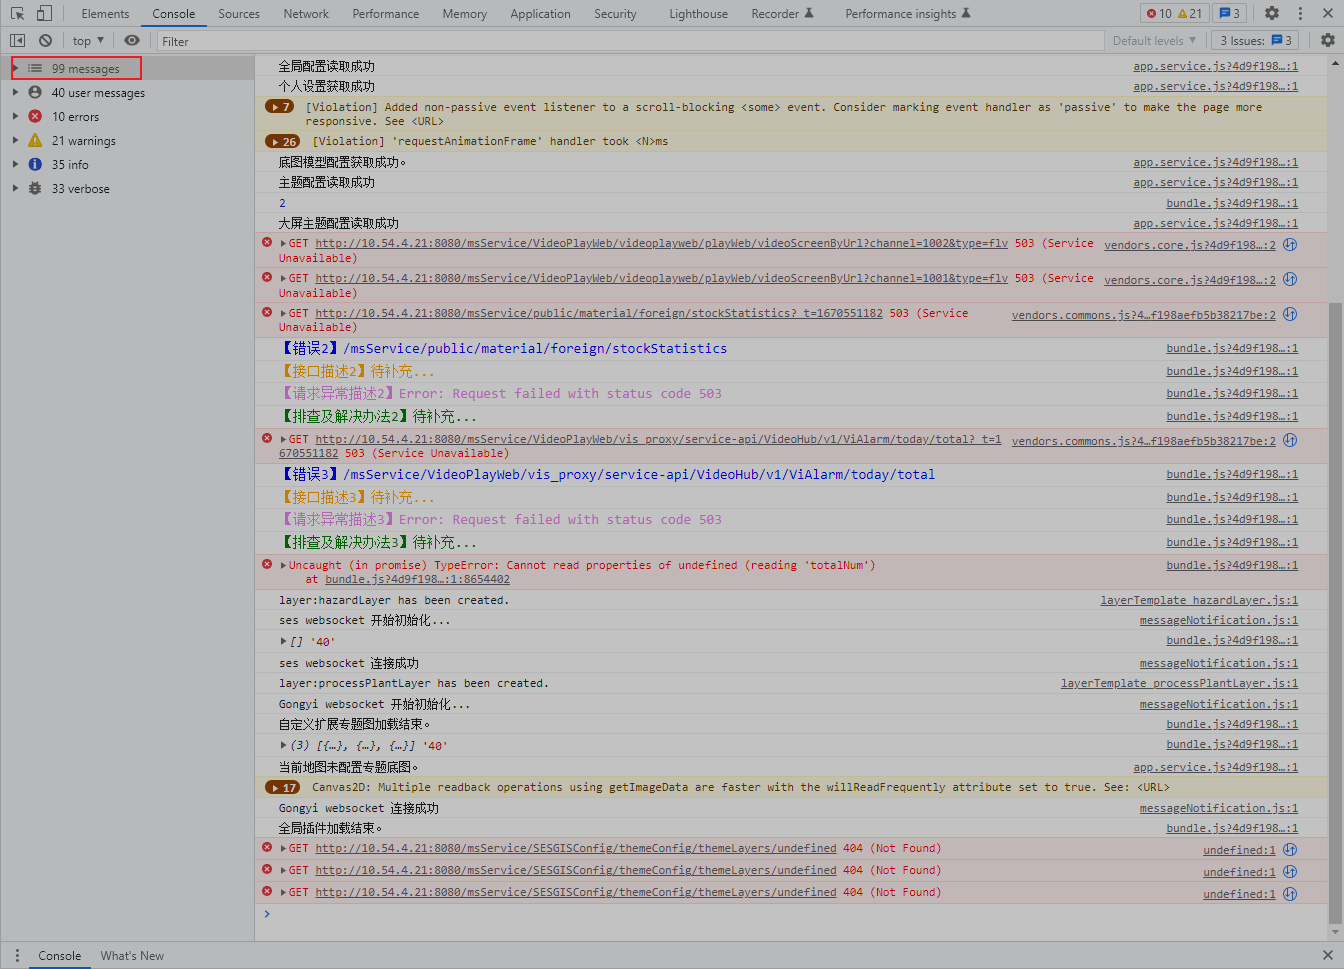 Elements Console Sources Network Performance Memory Application Security Lighthouse Recorder Performance insights 10 21 3
top Filter Default levels 3 Issues: 3
99 messages
40 user messages
10 errors
21 warnings
35 info
33 verbose
全局配置读取成功 app.service.js?4d9f198…:1
个人设置获取成功 app.service.js?4d9f198…:1
7 [Violation] Added non-passive event listener to a scroll-blocking <some> event. Consider marking event handler as 'passive' to make the page more
responsive. See <URL>
26 [Violation] 'requestAnimationFrame' handler took <N>ms
底图模型配置获取成功。 app.service.js?4d9f198…:1
主题配置读取成功 app.service.js?4d9f198…:1
2 bundle.js?4d9f198…:1
大屏主题配置读取成功 app.service.js?4d9f198…:1
GET http://10.54.4.21:8080/msService/VideoPlayWeb/videoplayweb/playWeb/videoScreenByUrl?channel=1002&type=flv 503 (Service vendors.core.js?4d9f198…:2
Unavailable)
GET http://10.54.4.21:8080/msService/VideoPlayWeb/videoplayweb/playWeb/videoScreenByUrl?channel=1001&type=flv 503 (Service vendors.core.js?4d9f198…:2
Unavailable)
GET http://10.54.4.21:8080/msService/public/material/foreign/stockStatistics?_t=1670551182 503 (Service vendors.commons.js?4…f198aefb5b38217be:2
Unavailable)
【错误2】/msService/public/material/foreign/stockStatistics bundle.js?4d9f198…:1
【接口描述2】待补充... bundle.js?4d9f198…:1
【请求异常描述2】Error: Request failed with status code 503 bundle.js?4d9f198…:1
【排查及解决办法2】待补充... bundle.js?4d9f198…:1
GET http://10.54.4.21:8080/msService/VideoPlayWeb/vis_proxy/service-api/VideoHub/v1/ViAlarm/today/total?_t=1 vendors.commons.js?4…f198aefb5b38217be:2
670551182 503 (Service Unavailable)
【错误3】/msService/VideoPlayWeb/vis_proxy/service-api/VideoHub/v1/ViAlarm/today/total bundle.js?4d9f198…:1
【接口描述3】待补充... bundle.js?4d9f198…:1
【请求异常描述3】Error: Request failed with status code 503 bundle.js?4d9f198…:1
【排查及解决办法3】待补充... bundle.js?4d9f198…:1
Uncaught (in promise) TypeError: Cannot read properties of undefined (reading 'totalNum') bundle.js?4d9f198…:1
at bundle.js?4d9f198…:1:8654402
layer:hazardLayer has been created. layerTemplate_hazardLayer.js:1
ses websocket 开始初始化... messageNotification.js:1
[] '40' bundle.js?4d9f198…:1
ses websocket 连接成功 messageNotification.js:1
layer:processPlantLayer has been created. layerTemplate_processPlantLayer.js:1
Gongyi websocket 开始初始化... messageNotification.js:1
自定义扩展专题图加载结束。 bundle.js?4d9f198…:1
(3) [{…}, {…}, {…}] '40' bundle.js?4d9f198…:1
当前地图未配置专题底图。 app.service.js?4d9f198…:1
17 Canvas2D: Multiple readback operations using getImageData are faster with the willReadFrequently attribute set to true. See: <URL>
Gongyi websocket 连接成功 messageNotification.js:1
全局插件加载结束。 bundle.js?4d9f198…:1
GET http://10.54.4.21:8080/msService/SESGISConfig/themeConfig/themeLayers/undefined 404 (Not Found) undefined:1
GET http://10.54.4.21:8080/msService/SESGISConfig/themeConfig/themeLayers/undefined 404 (Not Found) undefined:1
GET http://10.54.4.21:8080/msService/SESGISConfig/themeConfig/themeLayers/undefined 404 (Not Found) undefined:1
Console What's New